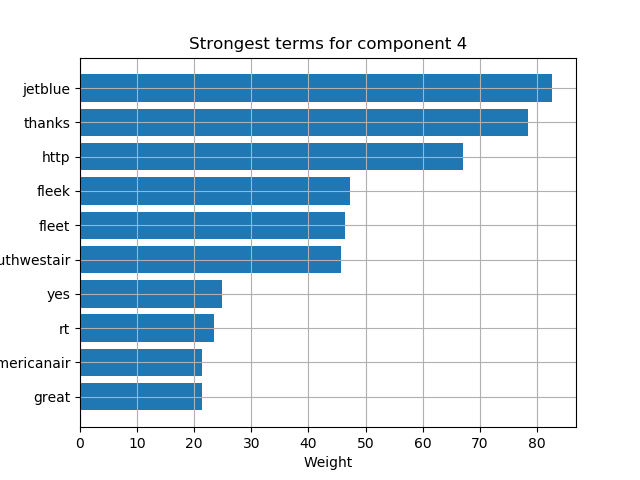 Strongest terms for component 4
jetblue
thanks
http
fleek
fleet
uthwestair
yes
rt
mericanair
great
0 10 20 30 40 50 60 70 80
Weight